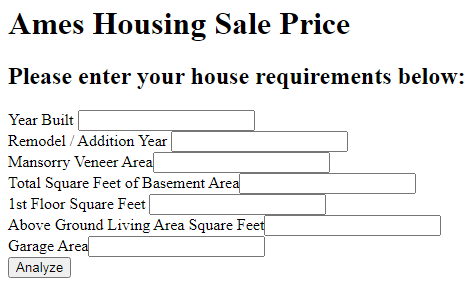 Ames Housing Sale Price
Please enter your house requirements below:
Year Built
Remodel / Addition Year
Mansorry Veneer Area
Total Square Feet of Basement Area
1st Floor Square Feet
Above Ground Living Area Square Feet
Garage Area
Analyze